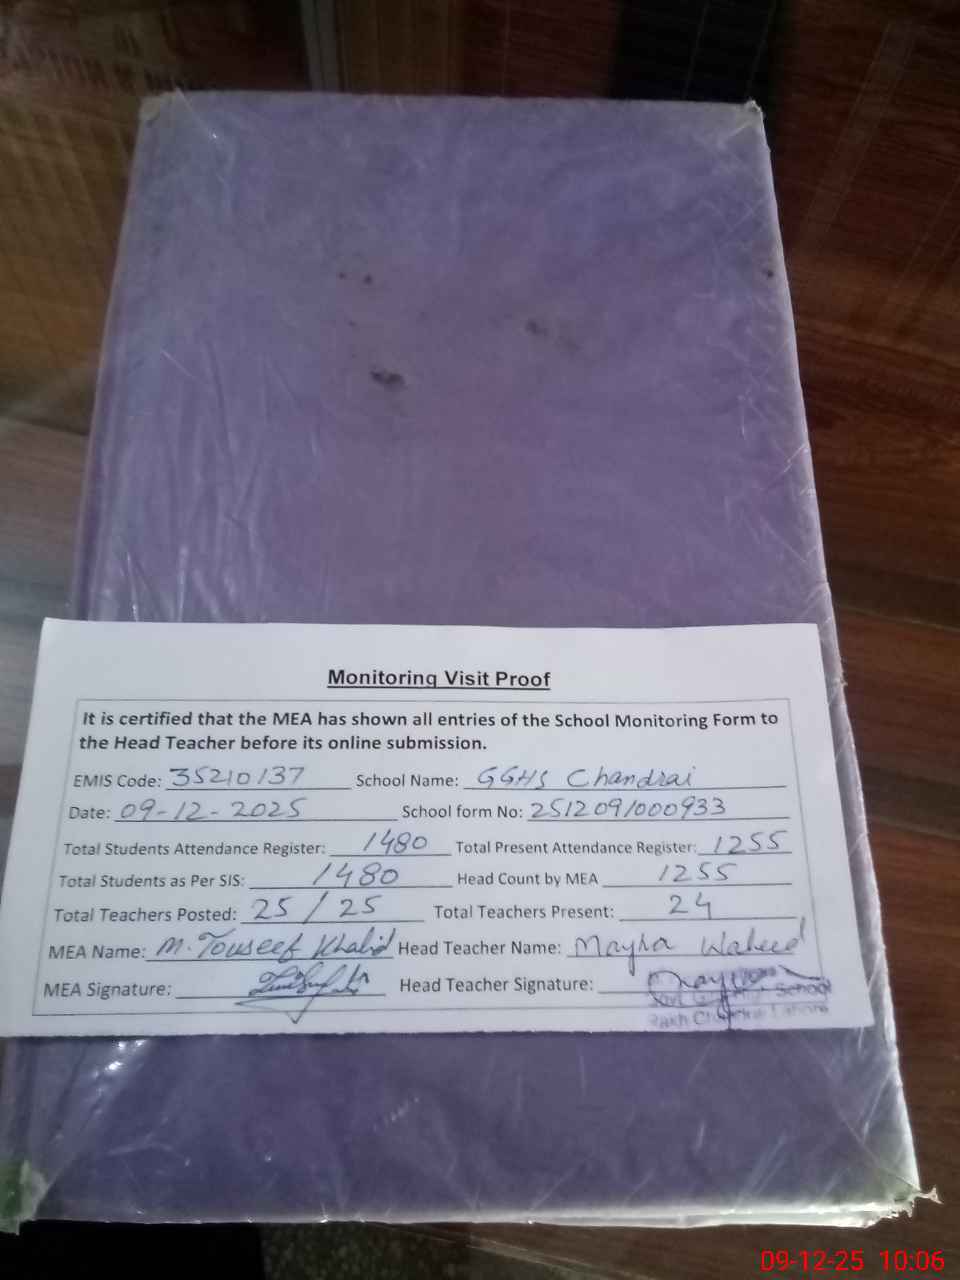 Monitoring Visit Proof
It is certified that the MEA has shown all entries of the School Monitoring Form to
the Head Teacher before its online submission.
EMIS Code: 35210137 School Name: GGHS Chandrai
Date: 09-12-2025 School form No: 2512091000933
Total Students Attendance Register: 1480 Total Present Attendance Register: 1255
Total Students as Per SIS: 1480 Head Count by MEA 1255
Total Teachers Posted: 25/25 Total Teachers Present: 24
MEA Name: M. Touseef Khalid Head Teacher Name: Mayra Waheed
MEA Signature: Head Teacher Signature:
School
Lahore
09-12-25 10:06